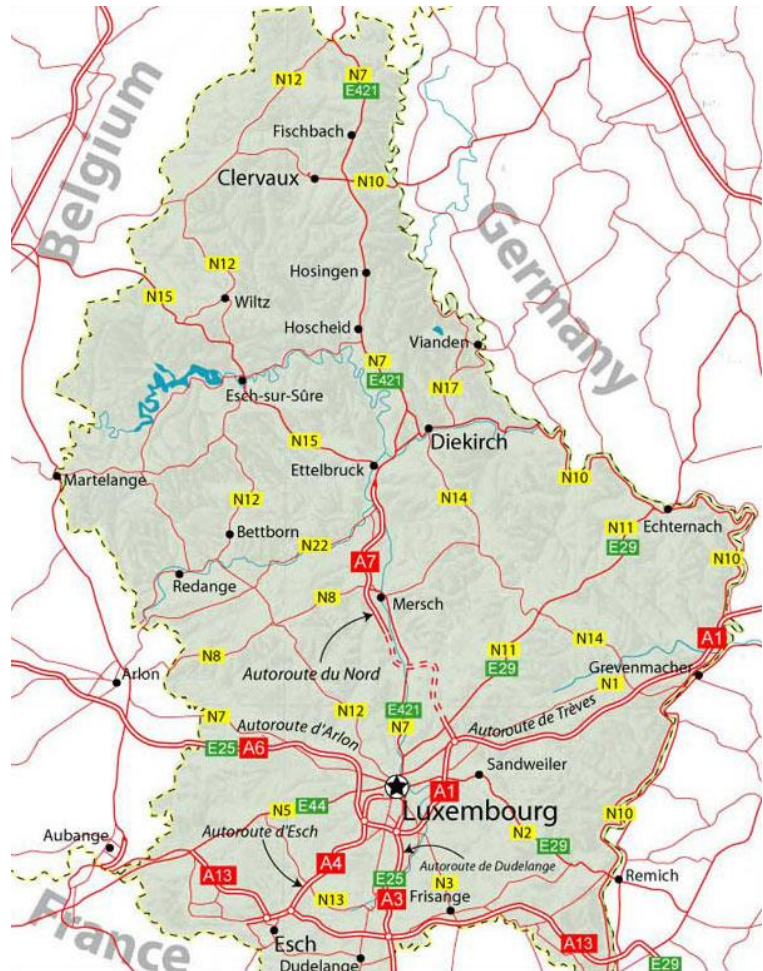 N12
N7
E421
Fischbach
Belgium
Clervaux
N10
Germany
N12
Hosingen
N15
Wiltz
Hoscheid
Vianden
N7
E421
Esch-sur-Sûre
N17
N15
Diekirch
Ettelbruck
Martelange
N10
N12
N14
Echternach
Bettborn
N11
E29
N22
N10
A7
Redange
N8
Mersch
N14
A1
N11
E29
N8
Autoroute du Nord
Arlon
Grevenmacher
N1
N7
Autoroute d'Arlon
N12
E421
N7
Autoroute de Trèves
E25
A6
Sandweiler
A1
Luxembourg
N5
E44
N10
Aubange
Autoroute d'Esch
N2
E29
A4
Autoroute de Dudelange
A13
E25
N3
Remich
N13
A3
Frisange
France
Esch
A13
Dudelange
E29